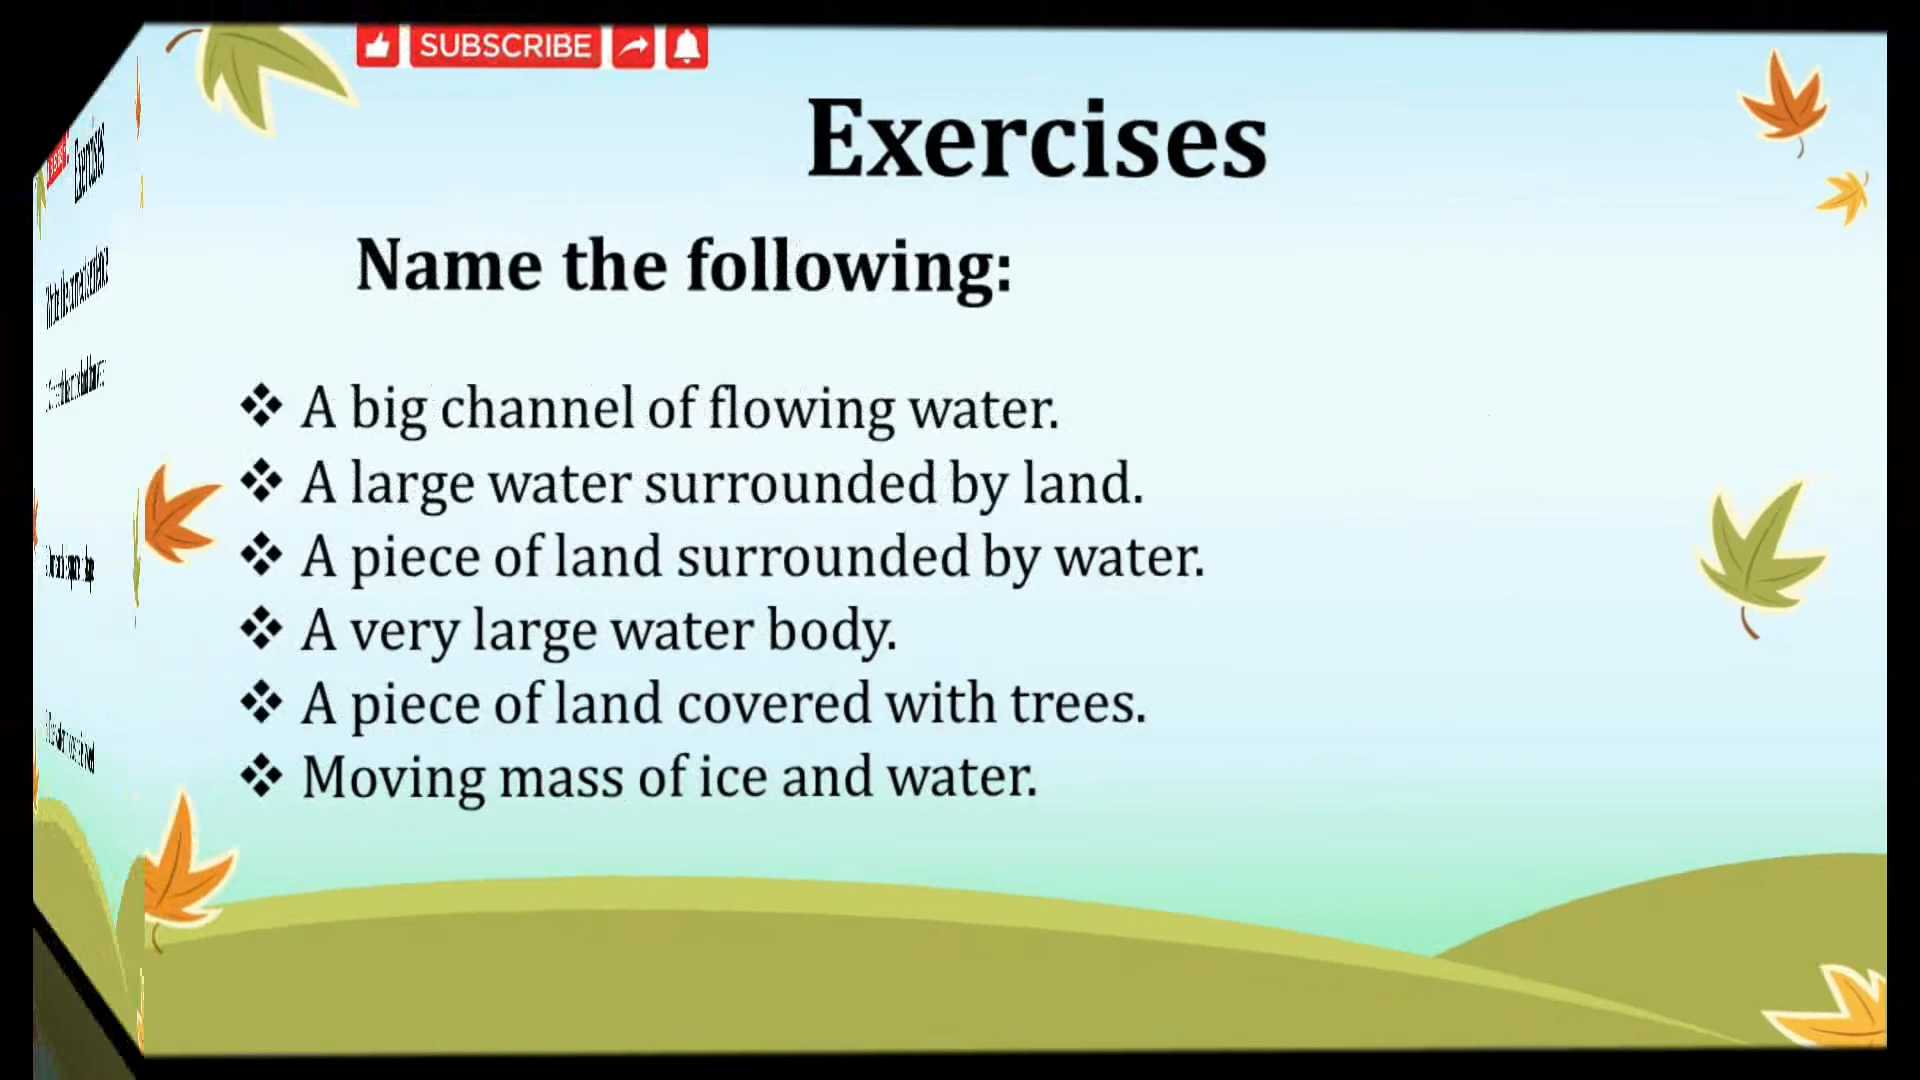 SUBSCRIBE
Exercises
Exercises
Name the following:
❖ A big channel of flowing water.
❖ A large water surrounded by land.
❖ A piece of land surrounded by water.
❖ A very large water body.
❖ A piece of land covered with trees.
❖ Moving mass of ice and water.